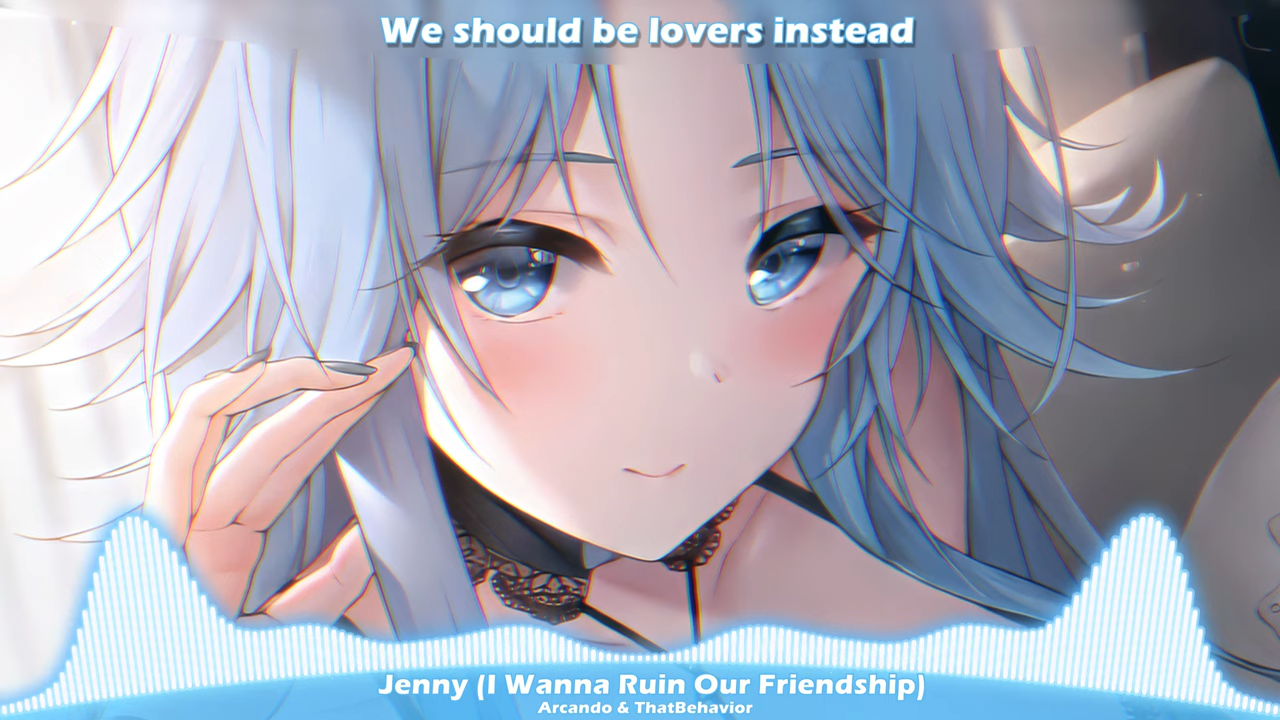 We should be lovers instead
Jenny (I Wanna Ruin Our Friendship)
Arcando & ThatBehavior